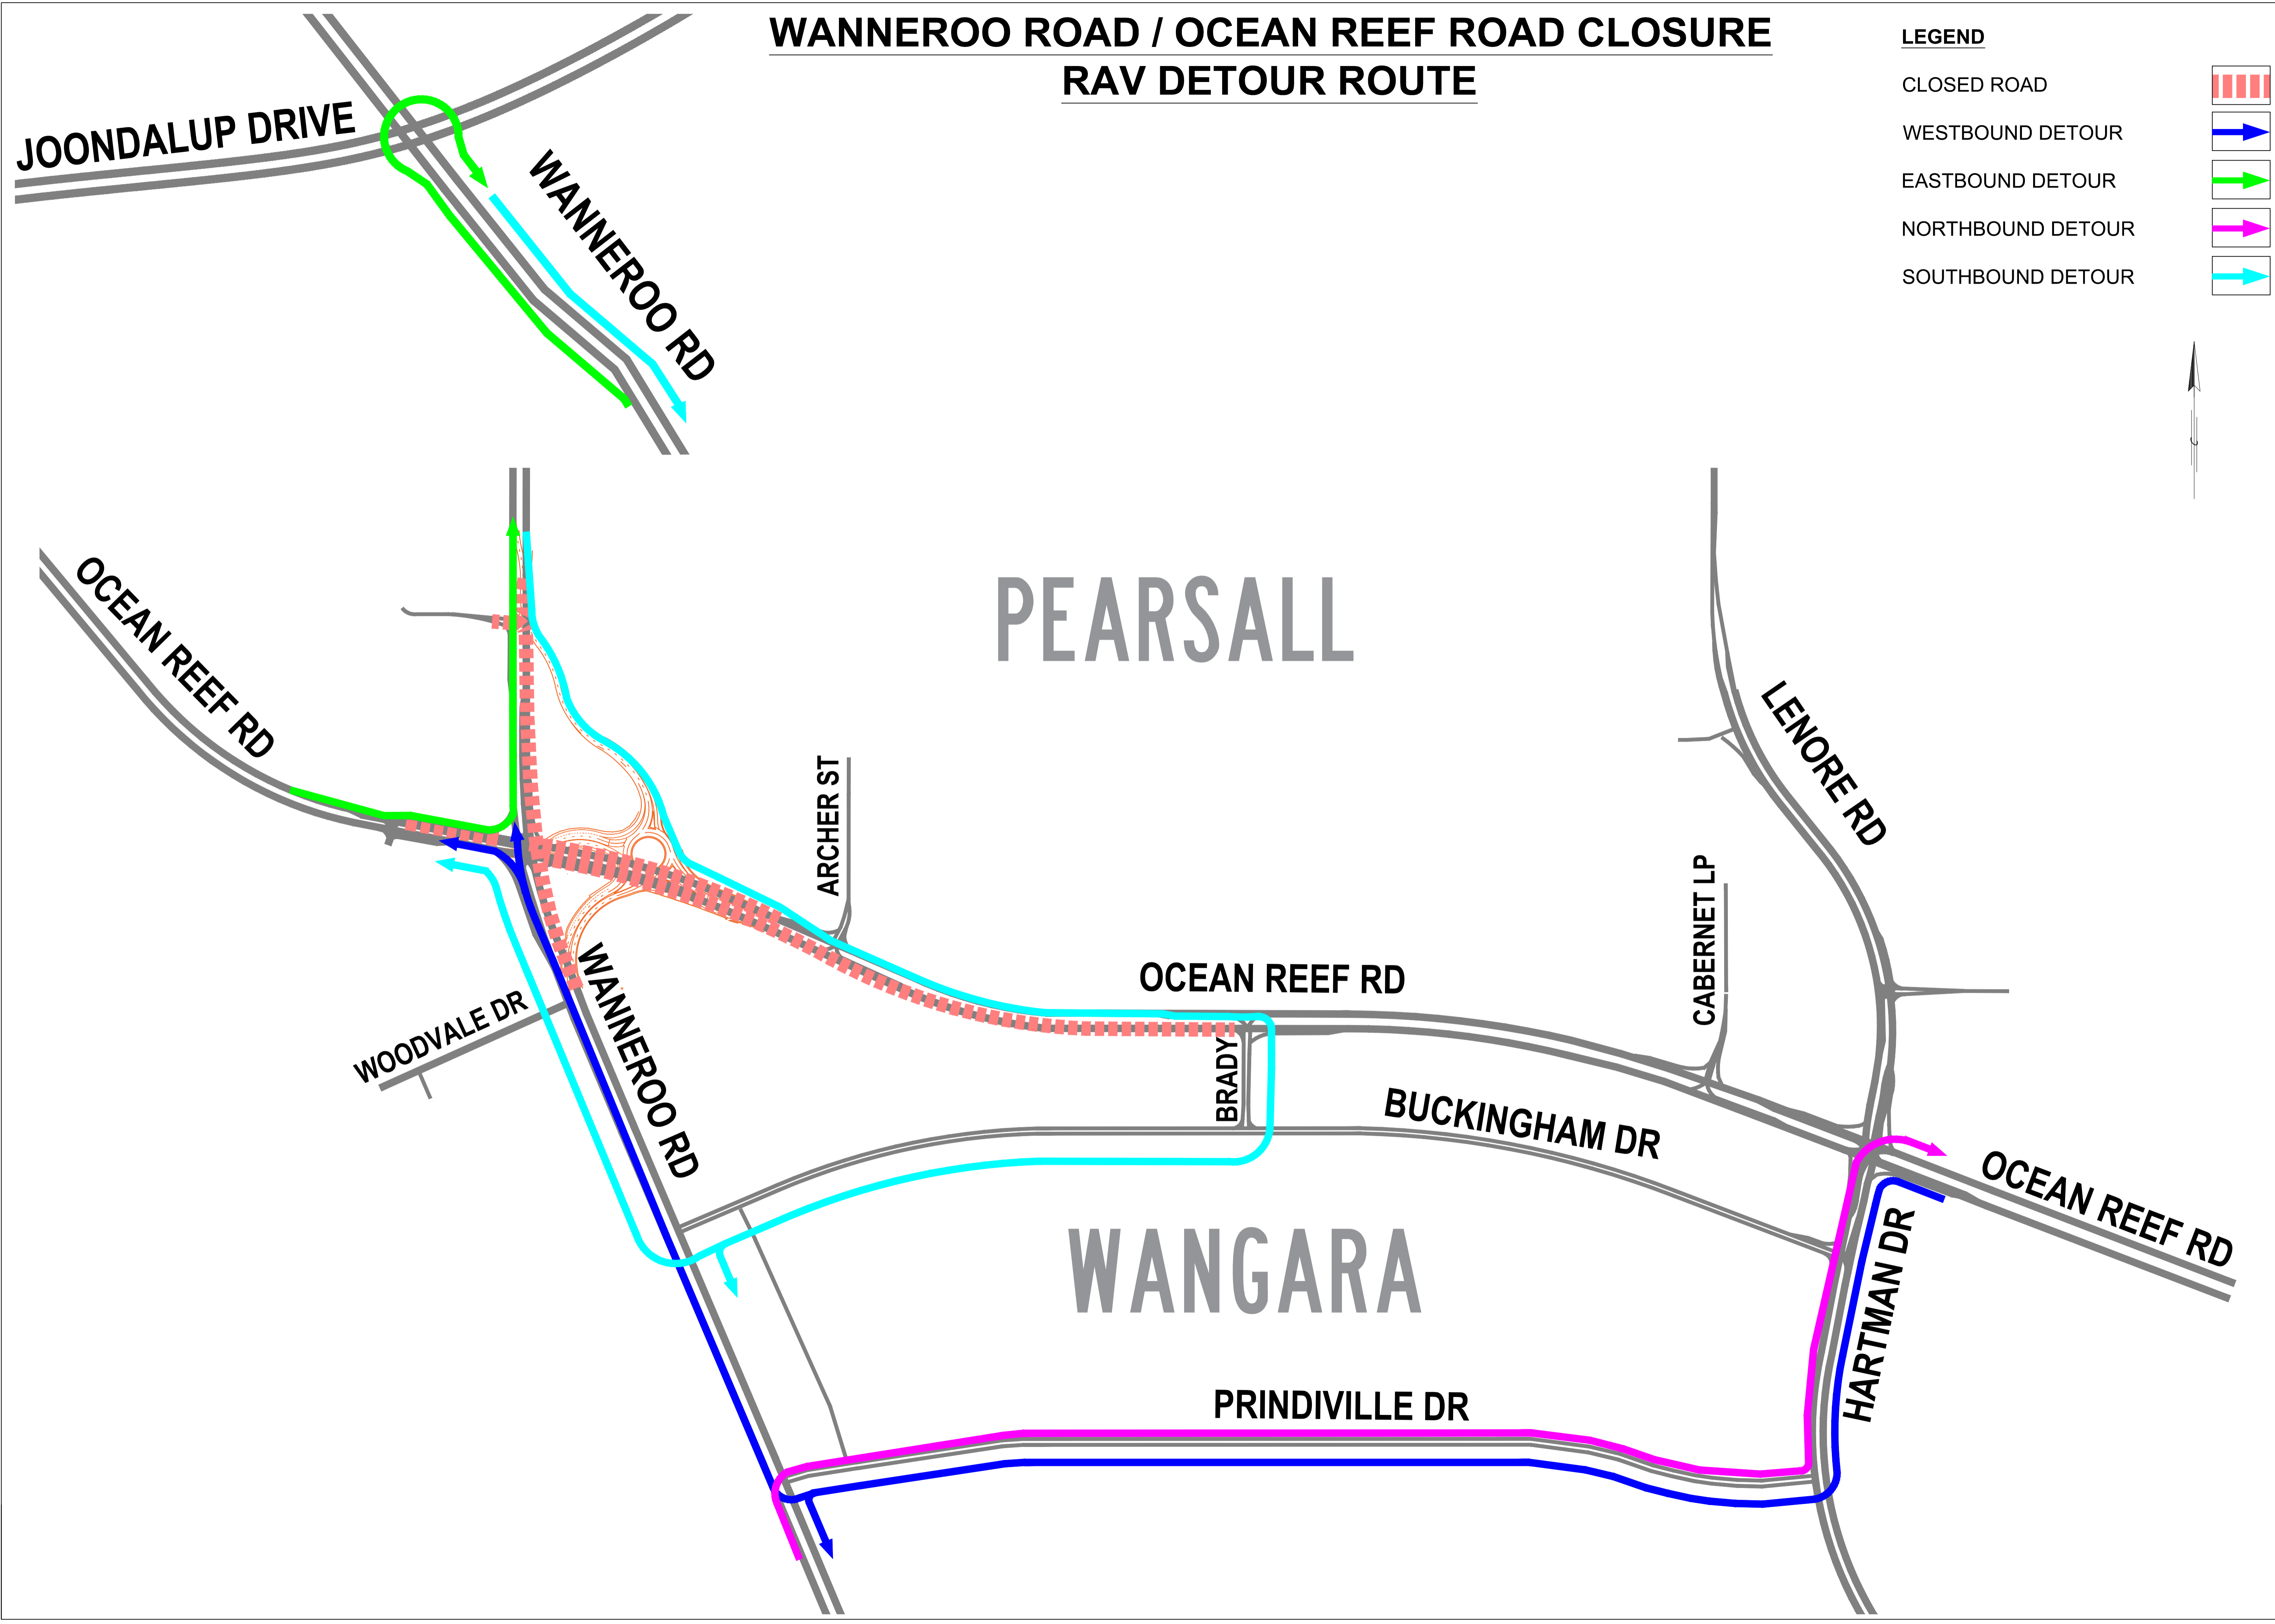 WANNEROO ROAD / OCEAN REEF ROAD CLOSURE
RAV DETOUR ROUTE
LEGEND
CLOSED ROAD
WESTBOUND DETOUR
EASTBOUND DETOUR
NORTHBOUND DETOUR
SOUTHBOUND DETOUR
JOONDALUP DRIVE
WANNEROO RD
OCEAN REEF RD
PEARSALL
LENORE RD
ARCHER ST
CABERNET LP
OCEAN REEF RD
WOODVALE DR
WANNEROO RD
BRADY
BUCKINGHAM DR
OCEAN REEF RD
WANGARA
HARTMAN DR
PRINDIVILLE DR